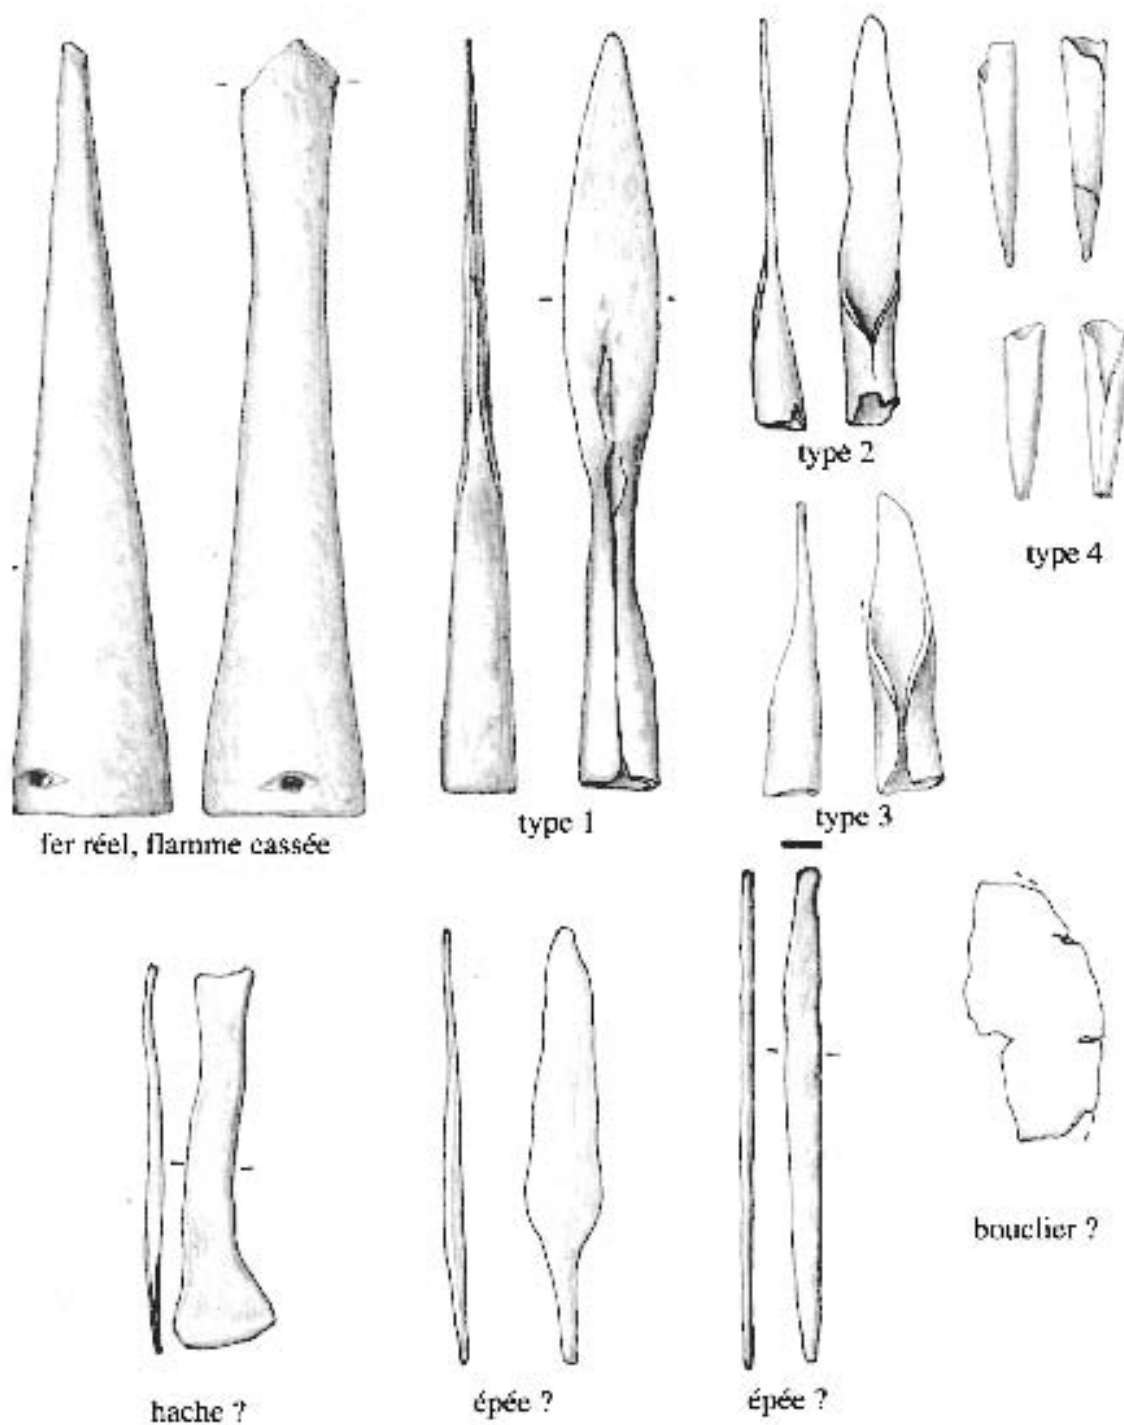 type 2
type 4
type 1
type 3
fer réel, flamme cassée
bouclier ?
hache ?
épée ?
épée ?